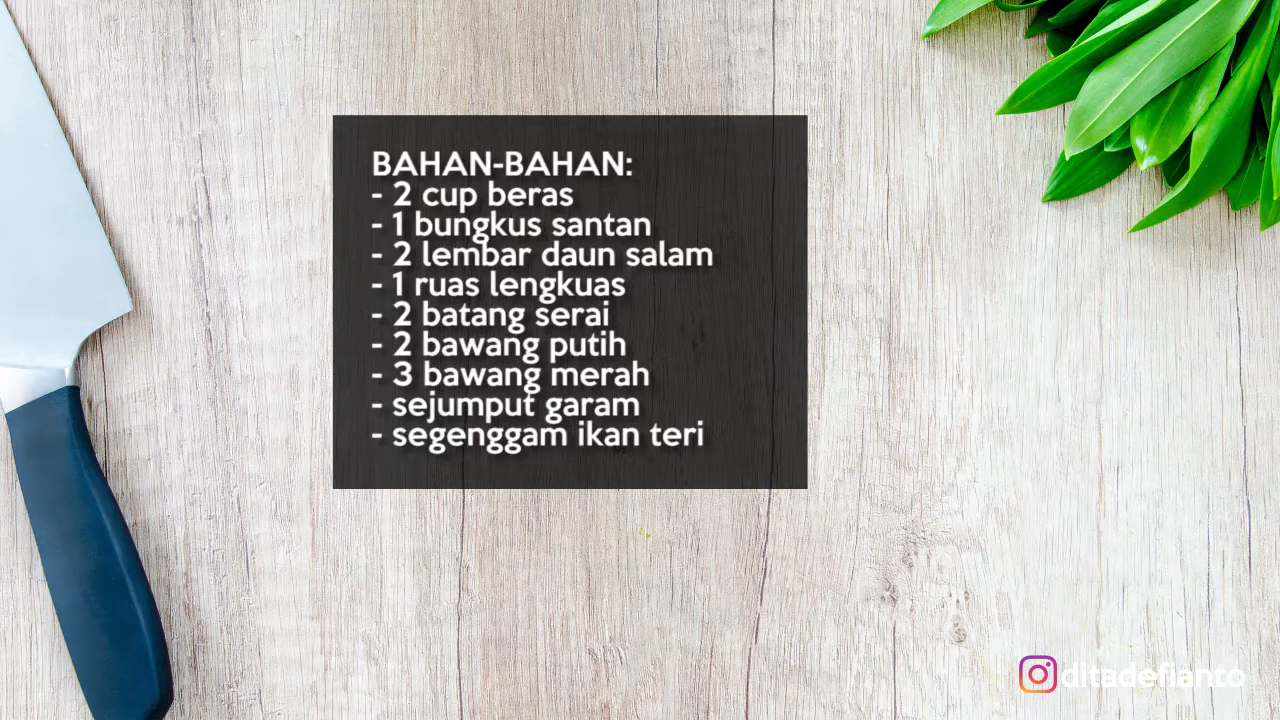 BAHAN-BAHAN:
- 2 cup beras
- 1 bungkus santan
- 2 lembar daun salam
- 1 ruas lengkuas
- 2 batang serai
- 2 bawang putih
- 3 bawang merah
- sejumput garam
- segenggam ikan teri
ditadefianto